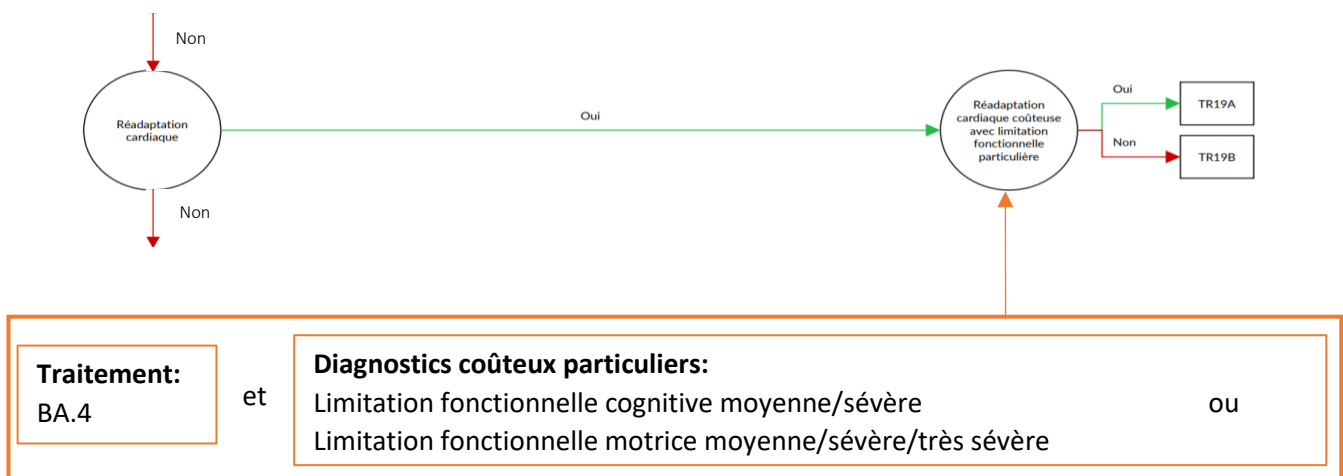 Non
Réadaptation
cardiaque
Oui
Réadaptation
cardiaque coûteuse
avec limitation
fonctionnelle
particulière
Oui
TR19A
Non
TR19B
Non
Traitement:
BA.4
et
Diagnostics coûteux particuliers:
Limitation fonctionnelle cognitive moyenne/sévère ou
Limitation fonctionnelle motrice moyenne/sévère/très sévère